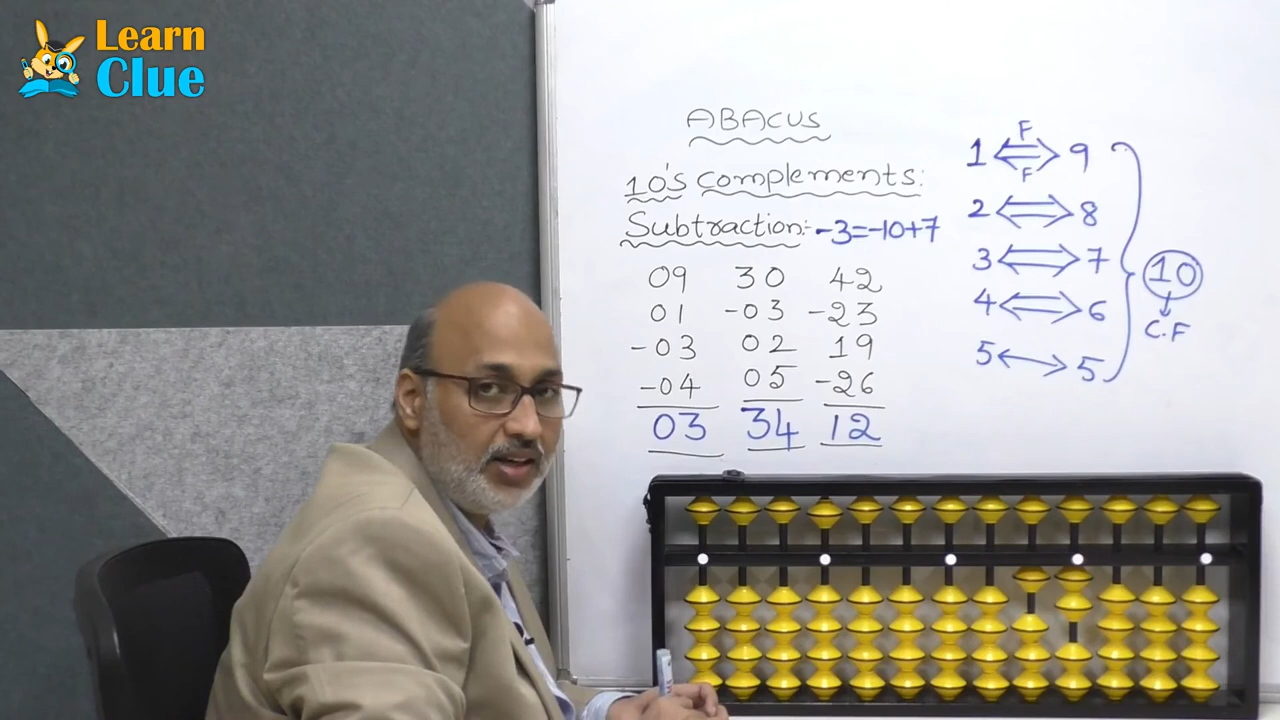 Learn
Clue
ABACUS
10's complements:
Subtraction:- -3=-10+7
09 30 42
01 -03 -23
-03 02 19
-04 05 -26
03 34 12
F
1 ⟺ 9
F
2 ⟺ 8
3 ⟺ 7
4 ⟺ 6
5 ⟷ 5
10
↓
C.F